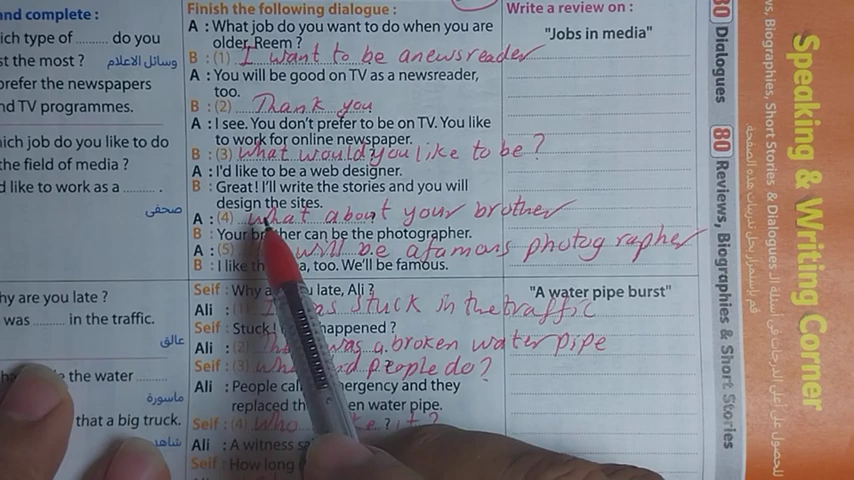 and complete :
ich type of ......... do you
st the most ? وسائل الاعلام
prefer the newspapers
nd TV programmes.
hich job do you like to do
the field of media ?
d like to work as a ......... .
صحفى
hy are you late ?
was ......... in the traffic.
عالق
e the water .........
ماسورة
that a big truck.
شاهد
Finish the following dialogue :
A : What job do you want to do when you are
older, Reem ?
B : (1) I want to be a newsreader
A : You will be good on TV as a newsreader,
too.
B : (2) Thank you
A : I see. You don't prefer to be on TV. You like
to work for online newspaper.
B : (3) What would you like to be ?
A : I'd like to be a web designer.
B : Great! I'll write the stories and you will
design the sites.
A : (4) What about your brother
B : Your brother can be the photographer.
A : (5) will be a famous photographer
B : I like the too. We'll be famous.
Seif : Why a late, Ali ?
Ali : (1) stuck in the traffic
Seif : Stuck! happened ?
Ali : (2) was a broken water pipe
Seif : (3) people do ?
Ali : People cal ergency and they
replaced th en water pipe.
Seif : (4) Who it ?
Ali : A witness
Seif : How long
Write a review on :
"Jobs in media"
"A water pipe burst"
80 Dialogues
80 Reviews, Biographies & Short Stories
Speaking & Writing Corner